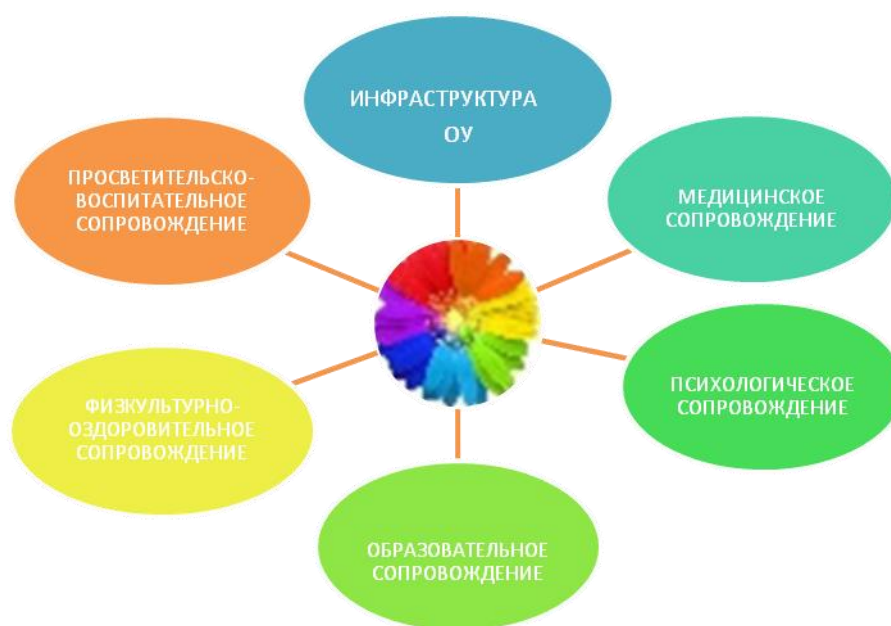 ИНФРАСТРУКТУРА
ОУ
МЕДИЦИНСКОЕ
СОПРОВОЖДЕНИЕ
ПСИХОЛОГИЧЕСКОЕ
СОПРОВОЖДЕНИЕ
ОБРАЗОВАТЕЛЬНОЕ
СОПРОВОЖДЕНИЕ
ФИЗКУЛЬТУРНО-
ОЗДОРОВИТЕЛЬНОЕ
СОПРОВОЖДЕНИЕ
ПРОСВЕТИТЕЛЬСКО-
ВОСПИТАТЕЛЬНОЕ
СОПРОВОЖДЕНИЕ